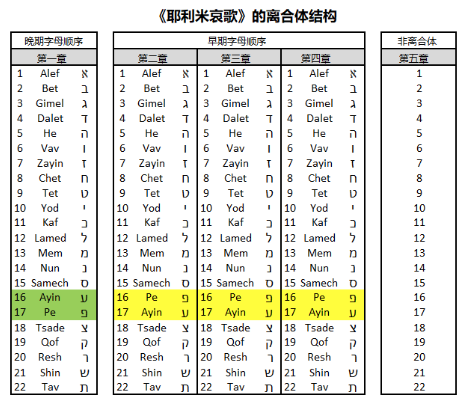 《耶利米哀歌》的离合体结构
晚期字母顺序 早期字母顺序 非离合体
第一章 第二章 第三章 第四章 第五章
1 Alef א 1 Alef א 1 Alef א 1 Alef א 1
2 Bet ב 2 Bet ב 2 Bet ב 2 Bet ב 2
3 Gimel ג 3 Gimel ג 3 Gimel ג 3 Gimel ג 3
4 Dalet ד 4 Dalet ד 4 Dalet ד 4 Dalet ד 4
5 He ה 5 He ה 5 He ה 5 He ה 5
6 Vav ו 6 Vav ו 6 Vav ו 6 Vav ו 6
7 Zayin ז 7 Zayin ז 7 Zayin ז 7 Zayin ז 7
8 Chet ח 8 Chet ח 8 Chet ח 8 Chet ח 8
9 Tet ט 9 Tet ט 9 Tet ט 9 Tet ט 9
10 Yod י 10 Yod י 10 Yod י 10 Yod י 10
11 Kaf כ 11 Kaf כ 11 Kaf כ 11 Kaf כ 11
12 Lamed ל 12 Lamed ל 12 Lamed ל 12 Lamed ל 12
13 Mem מ 13 Mem מ 13 Mem מ 13 Mem מ 13
14 Nun נ 14 Nun נ 14 Nun נ 14 Nun נ 14
15 Samech ס 15 Samech ס 15 Samech ס 15 Samech ס 15
16 Ayin ע 16 Pe פ 16 Pe פ 16 Pe פ 16
17 Pe פ 17 Ayin ע 17 Ayin ע 17 Ayin ע 17
18 Tsade צ 18 Tsade צ 18 Tsade צ 18 Tsade צ 18
19 Qof ק 19 Qof ק 19 Qof ק 19 Qof ק 19
20 Resh ר 20 Resh ר 20 Resh ר 20 Resh ר 20
21 Shin ש 21 Shin ש 21 Shin ש 21 Shin ש 21
22 Tav ת 22 Tav ת 22 Tav ת 22 Tav ת 22